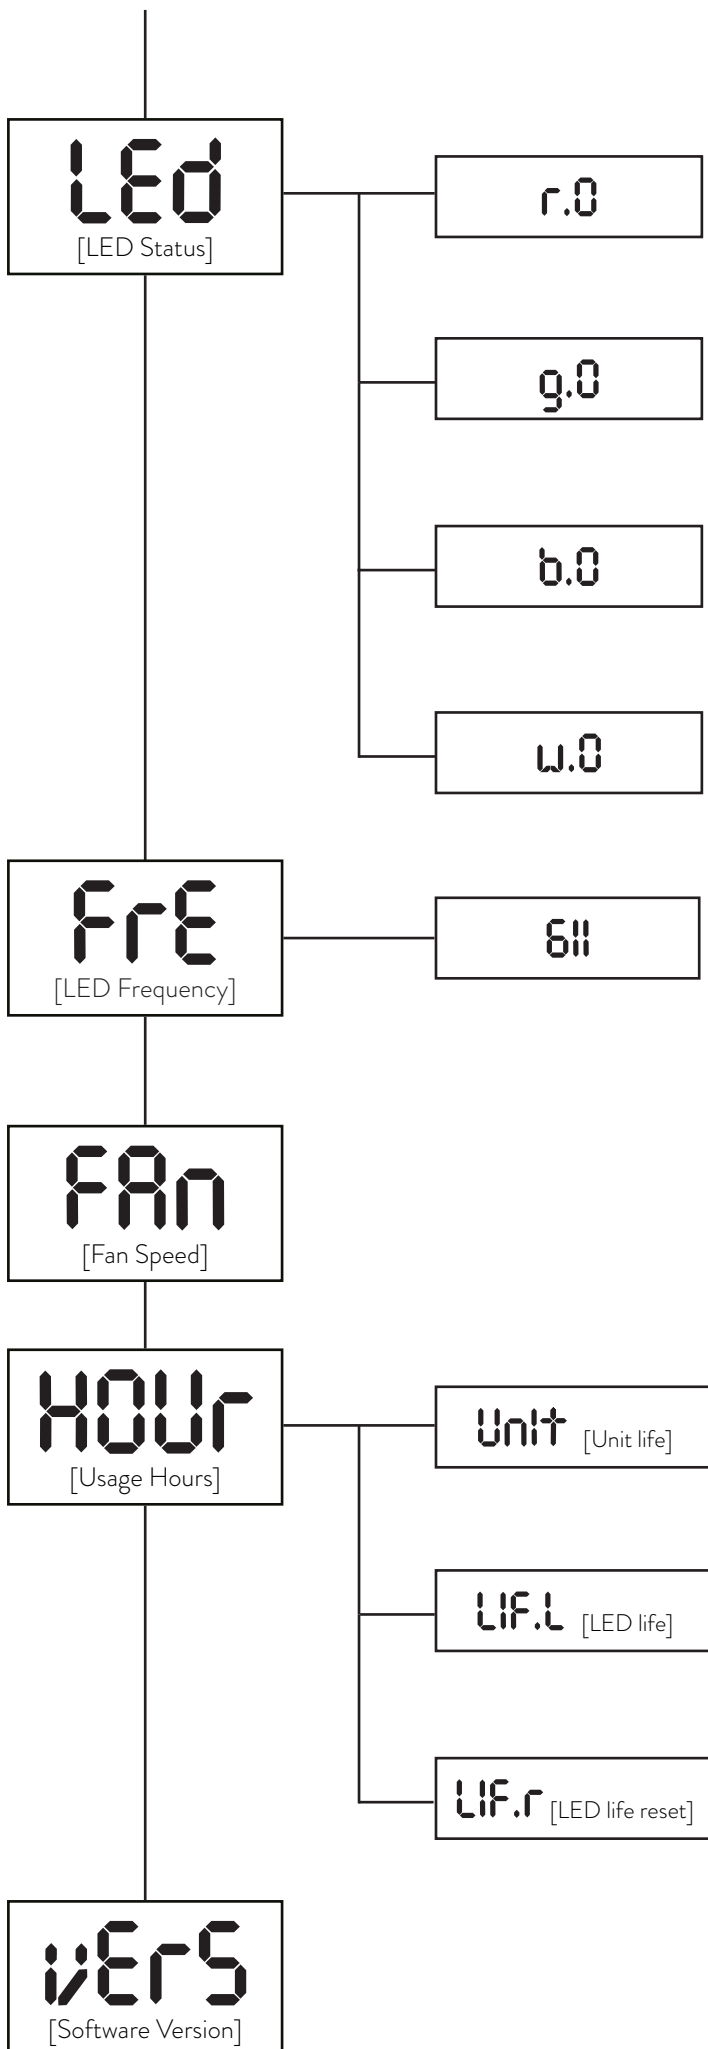 LEd
[LED Status]
r.0
g.0
b.0
w.0
FrE
[LED Frequency]
611
FAn
[Fan Speed]
HOUr
[Usage Hours]
UnIt [Unit life]
LIF.L [LED life]
LIF.r [LED life reset]
vErS
[Software Version]